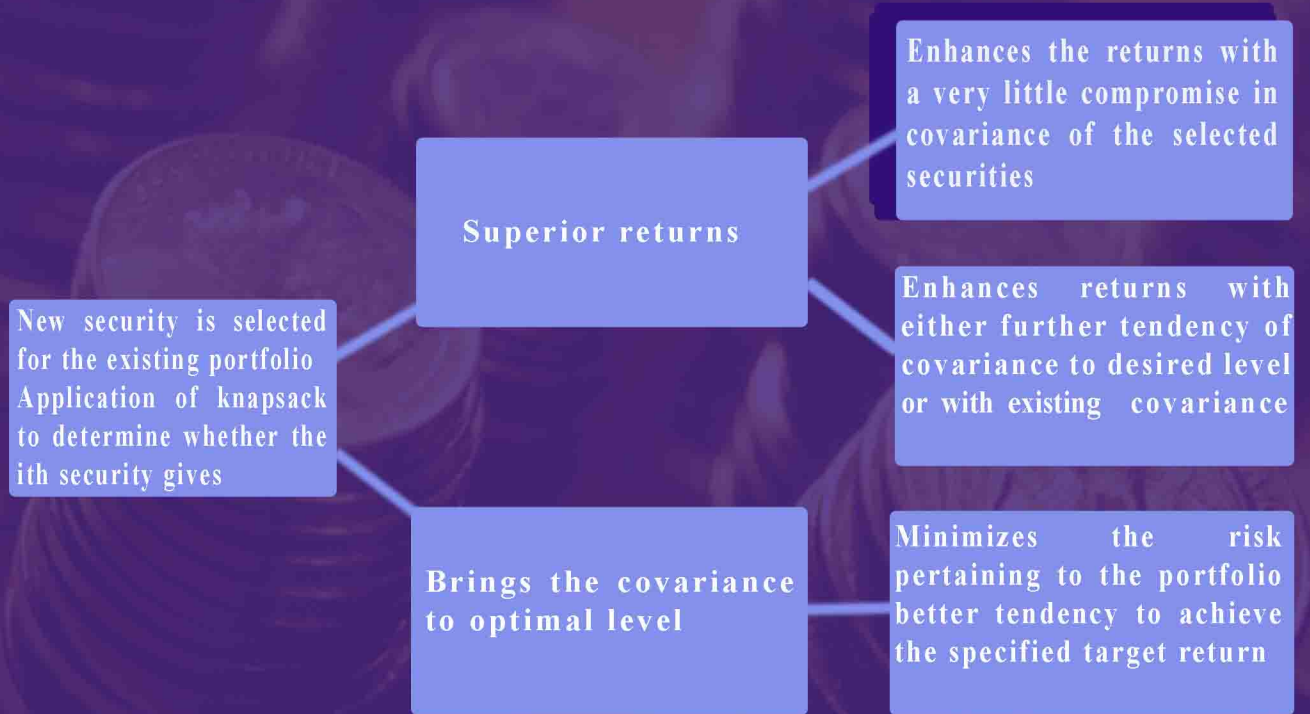 New security is selected
for the existing portfolio
Application of knapsack
to determine whether the
ith security gives
Superior returns
Brings the covariance
to optimal level
Enhances the returns with
a very little compromise in
covariance of the selected
securities
Enhances returns with
either further tendency of
covariance to desired level
or with existing covariance
Minimizes the risk
pertaining to the portfolio
better tendency to achieve
the specified target return